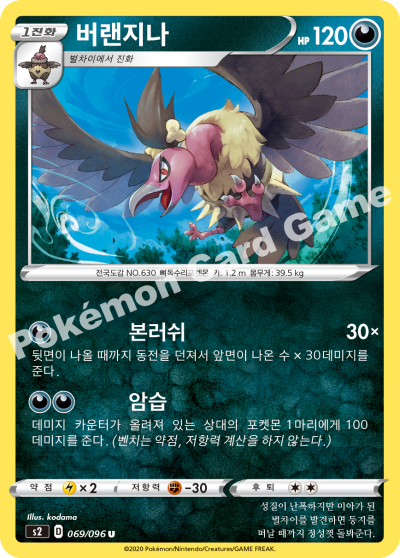 1진화
버랜지나
HP 120
벌차이에서 진화
전국도감 NO.630 뼈독수리포켓몬 키: 1.2 m 몸무게: 39.5 kg
Pokémon Card Game
본러쉬 30×
뒷면이 나올 때까지 동전을 던져서 앞면이 나온 수 × 30데미지를
준다.
암습
데미지 카운터가 올려져 있는 상대의 포켓몬 1마리에게 100
데미지를 준다. (벤치는 약점, 저항력 계산을 하지 않는다.)
약점 ×2 저항력 -30 후퇴
Illus. kodama
s2 D 069/096 U
성질이 난폭하지만 미아가 된
벌차이를 발견하면 둥지를
떠날 때까지 정성껏 돌봐준다.
©2020 Pokémon/Nintendo/Creatures/GAME FREAK.